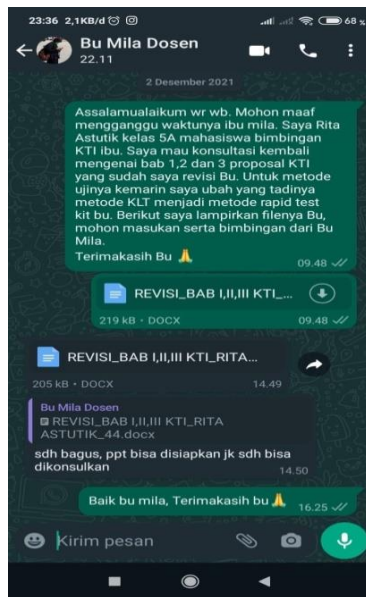 23:36 2,1KB/d
68 %
Bu Mila Dosen
22.11
2 Desember 2021
Assalamualaikum wr wb. Mohon maaf
mengganggu waktunya ibu mila. Saya Rita
Astutik kelas 5A mahasiswa bimbingan
KTI ibu. Saya mau konsultasi kembali
mengenai bab 1,2 dan 3 proposal KTI
yang sudah saya revisi Bu. Untuk metode
ujinya kemarin saya ubah yang tadinya
metode KLT menjadi metode rapid test
kit bu. Berikut saya lampirkan filenya Bu,
mohon masukan serta bimbingan dari Bu
Mila.
Terimakasih Bu 🙏
09.48
REVISI_BAB I,II,III KTI_...
219 kB • DOCX 09.48
REVISI_BAB I,II,III KTI_RITA...
205 kB • DOCX 14.49
Bu Mila Dosen
REVISI_BAB I,II,III KTI_RITA
ASTUTIK_44.docx
sdh bagus, ppt bisa disiapkan jk sdh bisa
dikonsulkan
14.50
Baik bu mila, Terimakasih bu 🙏 16.25
Kirim pesan